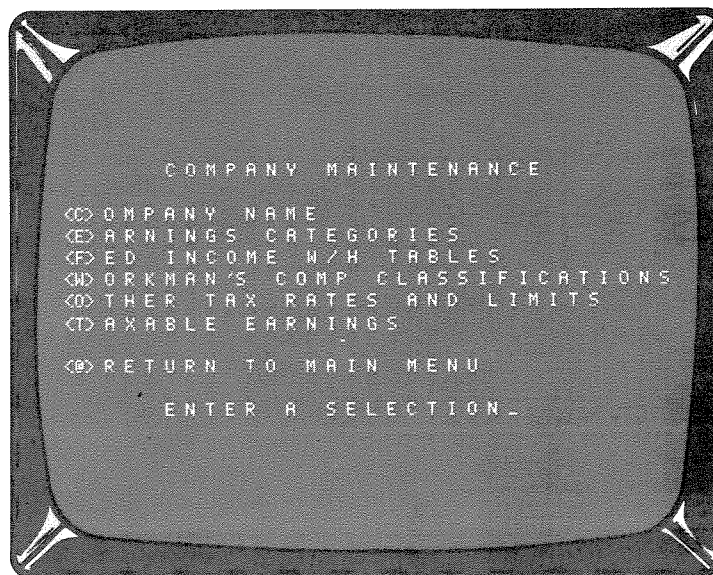 COMPANY MAINTENANCE
<C>OMPANY NAME
<E>ARNINGS CATEGORIES
<F>ED INCOME W/H TABLES
<W>ORKMAN'S COMP CLASSIFICATIONS
<O>THER TAX RATES AND LIMITS
<T>AXABLE EARNINGS
<@>RETURN TO MAIN MENU
ENTER A SELECTION_